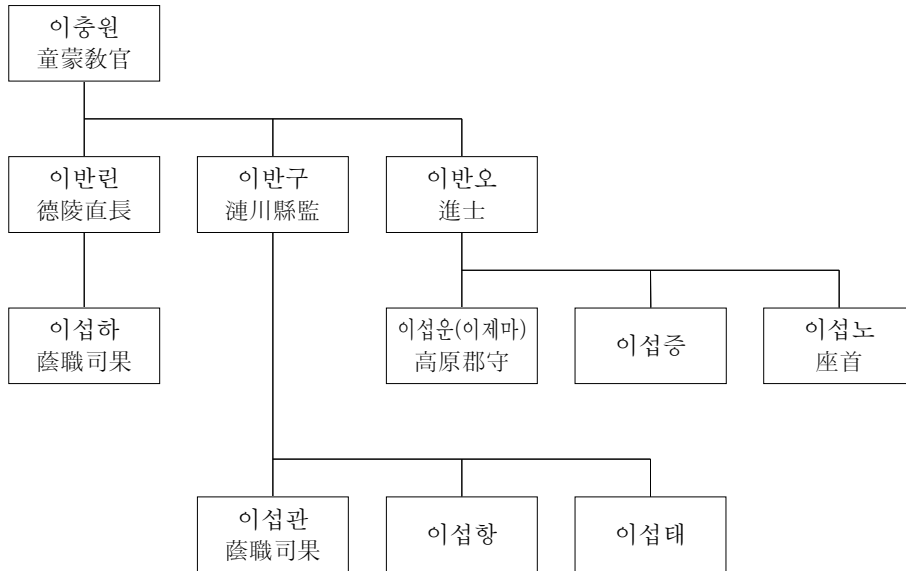 이충원
童蒙敎官
이반린
德陵直長
이반구
漣川縣監
이반오
進士
이섭하
蔭職司果
이섭운(이제마)
高原郡守
이섭증
이섭노
座首
이섭관
蔭職司果
이섭항
이섭태